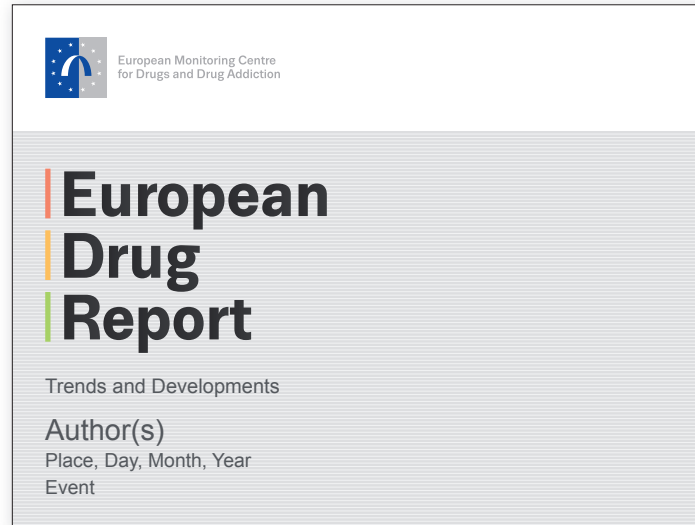 European Monitoring Centre
for Drugs and Drug Addiction
European
Drug
Report
Trends and Developments
Author(s)
Place, Day, Month, Year
Event